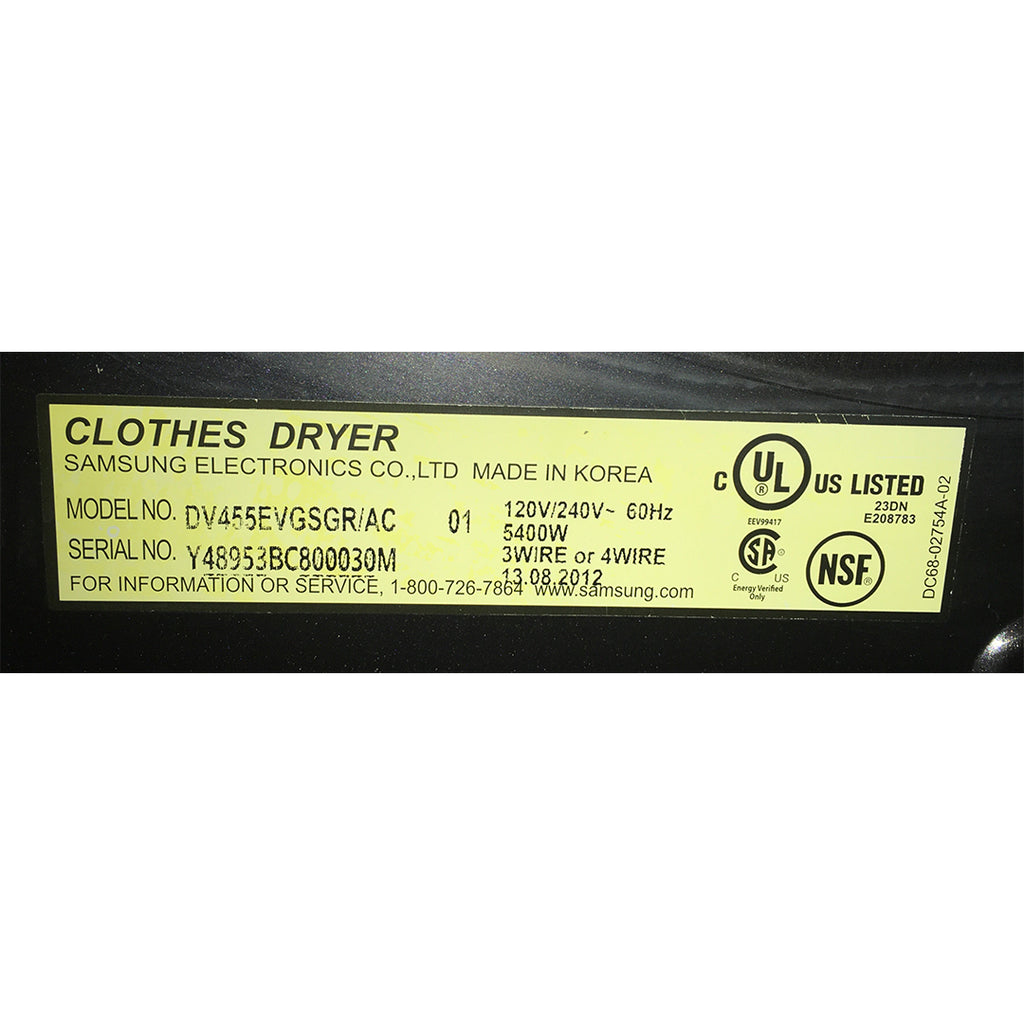 CLOTHES DRYER
SAMSUNG ELECTRONICS CO.,LTD MADE IN KOREA
MODEL NO. DV455EVGSGR/AC 01 120V/240V~ 60Hz
5400W
SERIAL NO. Y48953BC800030M 3WIRE or 4WIRE
13.08.2012
FOR INFORMATION OR SERVICE, 1-800-726-7864 www.samsung.com
C UL ® US LISTED
23DN
E208783
EEV99417
SA ®
C US
Energy Verified
Only
NSF ®
DC68-02754A-02